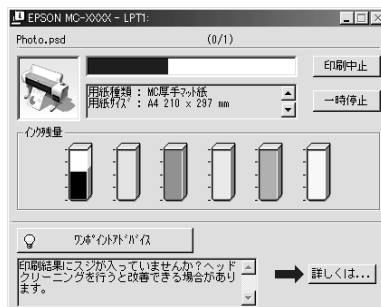 EPSON MC-XXXX - LPT1:
Photo.psd (0/1)
印刷中止
用紙種類 : MC厚手マット紙
用紙サイズ : A4 210 x 297 mm
一時停止
インク残量
ワンポイントアドバイス
印刷結果にスジが入っていませんか?ヘッド
クリーニングを行うと改善できる場合があり
ます。
詳しくは...